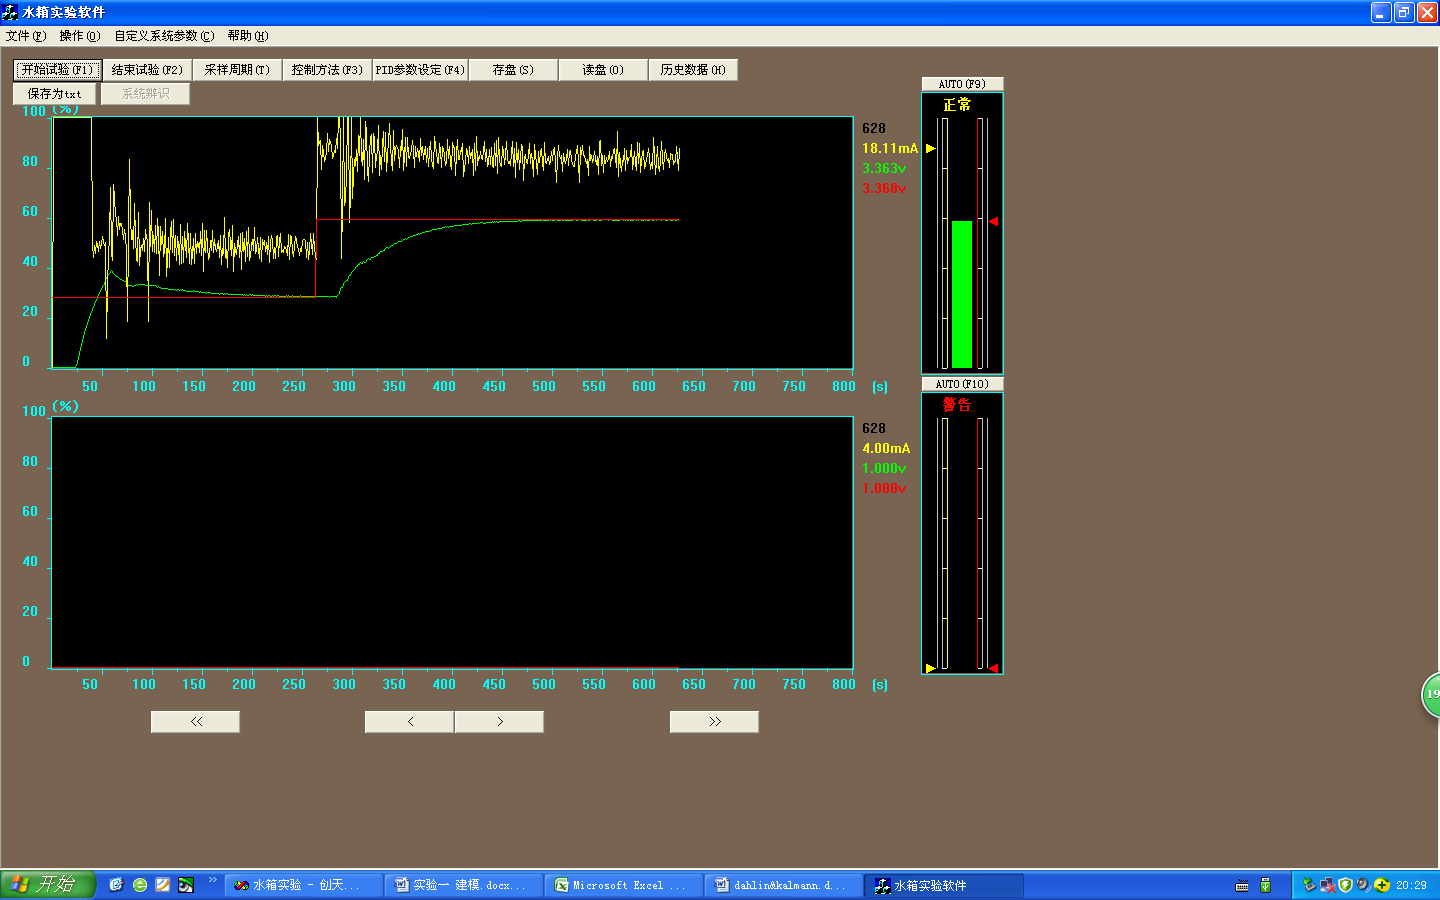 水箱实验软件
文件(F) 操作(O) 自定义系统参数(C) 帮助(H)
开始试验(F1) 结束试验(F2) 采样周期(T) 控制方法(F3) PID参数设定(F4) 存盘(S) 读盘(O) 历史数据(H)
保存为txt 系统辨识
AUTO(F9)
正常
100 (%)
80
60
40
20
0
628
18.11mA
3.363v
3.360v
50 100 150 200 250 300 350 400 450 500 550 600 650 700 750 800 (s)
AUTO(F10)
警告
100 (%)
80
60
40
20
0
628
4.00mA
1.000v
1.000v
50 100 150 200 250 300 350 400 450 500 550 600 650 700 750 800 (s)
<< < > >>
19
开始 水箱实验 - 创天... 实验一 建模.docx... Microsoft Excel ... dahlin&kalmann.d... 水箱实验软件 20:29